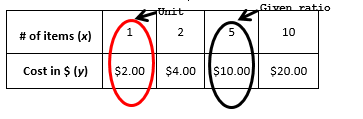 Unit Given ratio
# of items (x) 1 2 5 10
Cost in $ (y) $2.00 $4.00 $10.00 $20.00